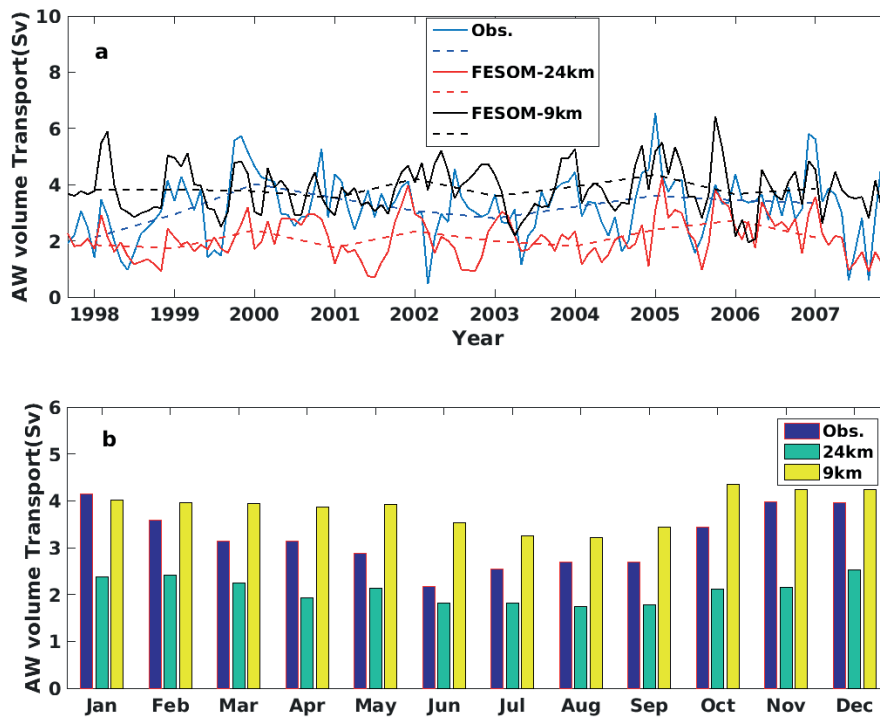 10
8
6
4
2
0
AW volume Transport(Sv)
a
Obs.
FESOM-24km
FESOM-9km
1998 1999 2000 2001 2002 2003 2004 2005 2006 2007
Year
6
5
4
3
2
1
0
AW volume Transport(Sv)
b
Obs.
24km
9km
Jan Feb Mar Apr May Jun Jul Aug Sep Oct Nov Dec